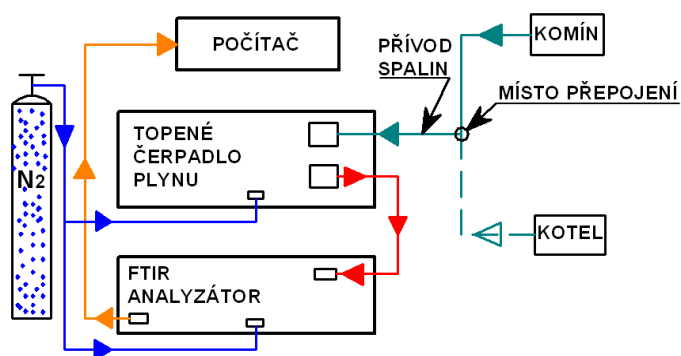 POČÍTAČ
KOMÍN
PŘÍVOD
SPALIN
MÍSTO PŘEPOJENÍ
TOPENÉ
ČERPADLO
PLYNU
N2
KOTEL
FTIR
ANALYZÁTOR